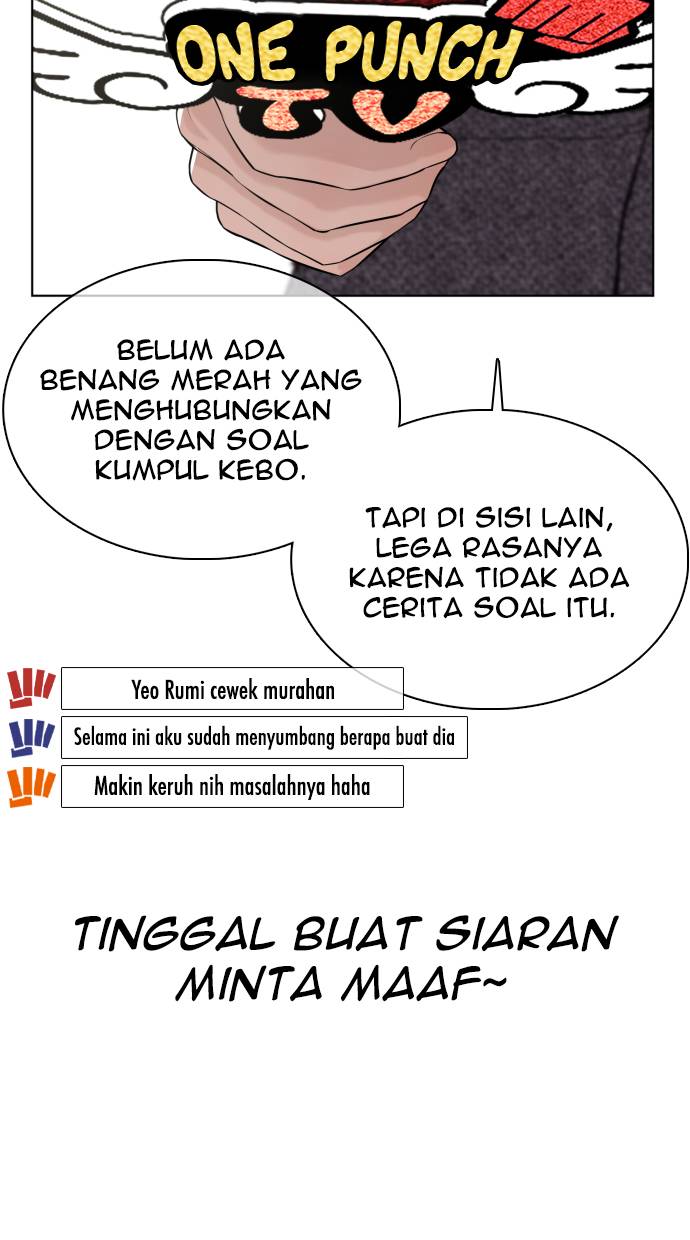 ONE PUNCH
TV
BELUM ADA
BENANG MERAH YANG
MENGHUBUNGKAN
DENGAN SOAL
KUMPUL KEBO.
TAPI DI SISI LAIN,
LEGA RASANYA
KARENA TIDAK ADA
CERITA SOAL ITU.
Yeo Rumi cewek murahan
Selama ini aku sudah menyumbang berapa buat dia
Makin keruh nih masalahnya haha
TINGGAL BUAT SIARAN
MINTA MAAF~